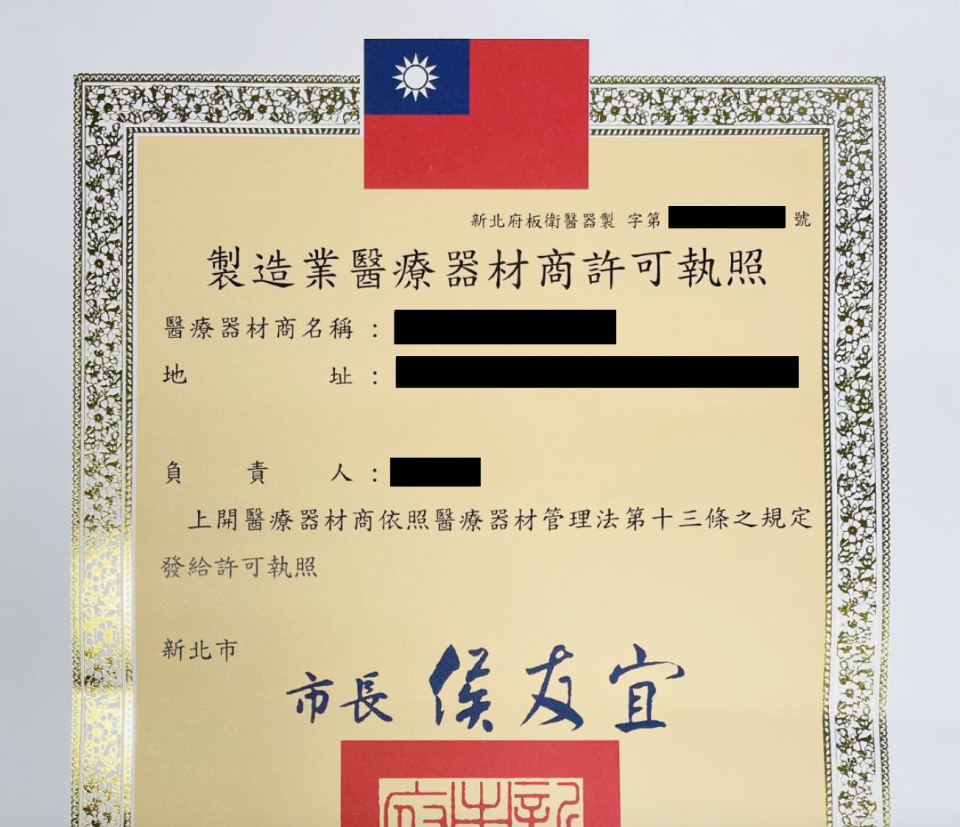 新北府板衛醫器製 字第 號
製造業醫療器材商許可執照
醫療器材商名稱：
地 址：
負 責 人：
上開醫療器材商依照醫療器材管理法第十三條之規定
發給許可執照
新北市
市長 侯友宜